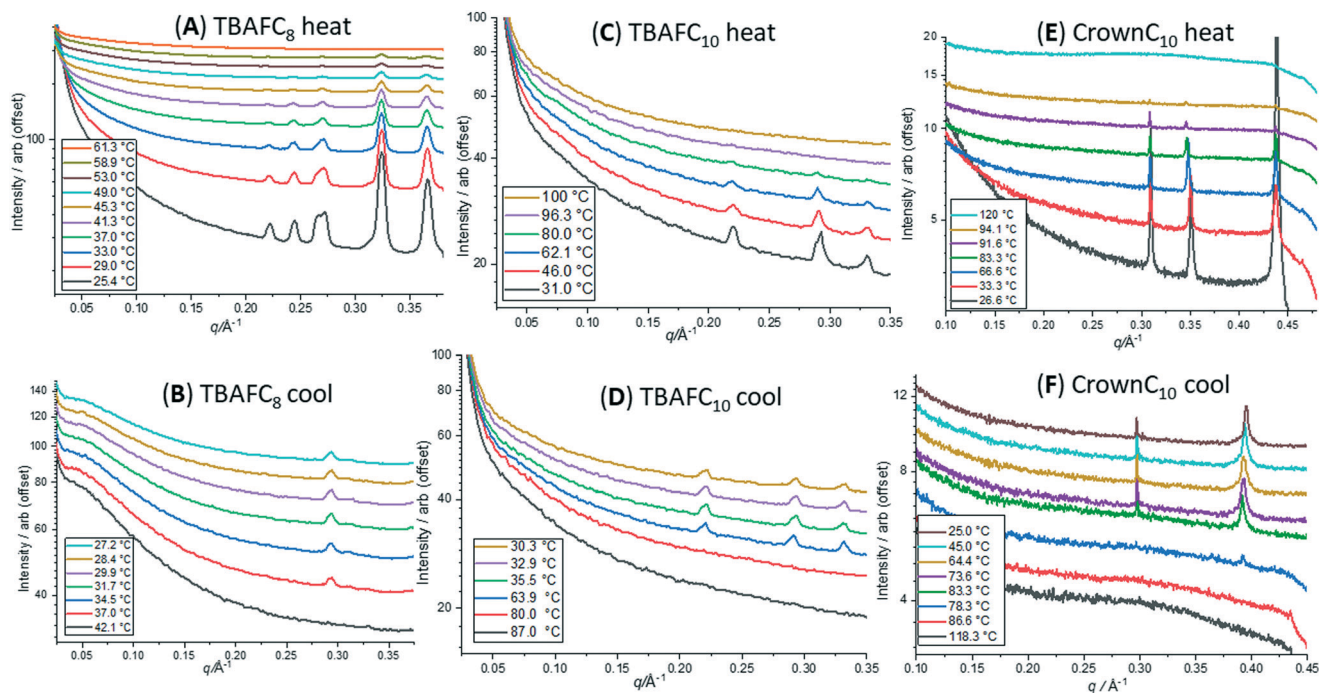 (A) TBAFC8 heat
Intensity / arb (offset)
100
61.3 °C
58.9 °C
53.0 °C
49.0 °C
45.3 °C
41.3 °C
37.0 °C
33.0 °C
29.0 °C
25.4 °C
0.05 0.10 0.15 0.20 0.25 0.30 0.35
q/Å-1
(C) TBAFC10 heat
Intensity / arb (offset)
100
80
60
40
20
100 °C
96.3 °C
80.0 °C
62.1 °C
46.0 °C
31.0 °C
0.05 0.10 0.15 0.20 0.25 0.30 0.35
q/Å-1
(E) CrownC10 heat
Intensity / arb (offset)
20
15
10
5
120 °C
94.1 °C
91.6 °C
83.3 °C
66.6 °C
33.3 °C
26.6 °C
0.10 0.15 0.20 0.25 0.30 0.35 0.40 0.45
q/Å-1
(B) TBAFC8 cool
Intensity / arb (offset)
140
120
100
80
60
40
27.2 °C
28.4 °C
29.9 °C
31.7 °C
34.5 °C
37.0 °C
42.1 °C
0.05 0.10 0.15 0.20 0.25 0.30 0.35
q/Å-1
(D) TBAFC10 cool
Intensity / arb (offset)
100
80
60
40
20
30.3 °C
32.9 °C
35.5 °C
63.9 °C
80.0 °C
87.0 °C
0.05 0.10 0.15 0.20 0.25 0.30 0.35
q/Å-1
(F) CrownC10 cool
Intensity / arb (offset)
12
8
4
25.0 °C
45.0 °C
64.4 °C
73.6 °C
83.3 °C
78.3 °C
86.6 °C
118.3 °C
0.10 0.15 0.20 0.25 0.30 0.35 0.40 0.45
q / Å-1